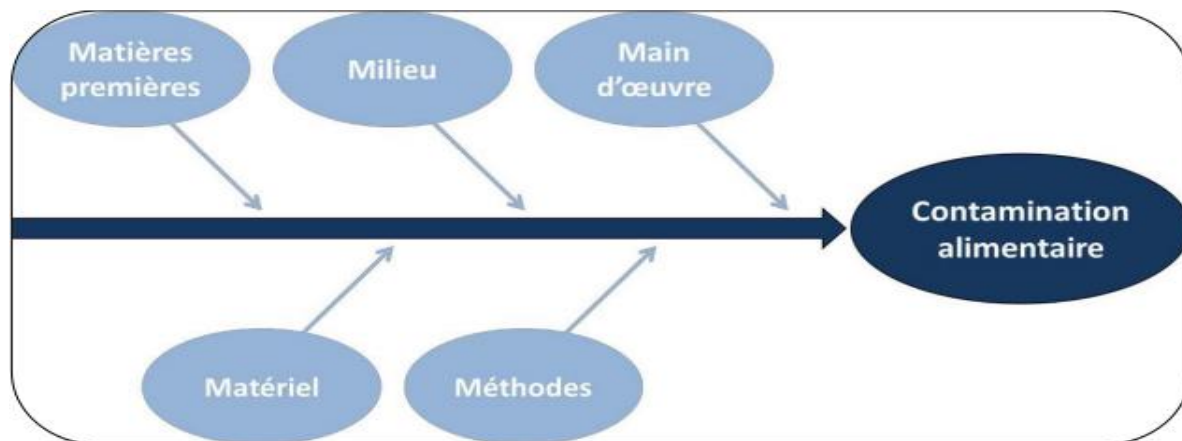 Matières
premières
Milieu
Main
d'œuvre
Contamination
alimentaire
Matériel
Méthodes